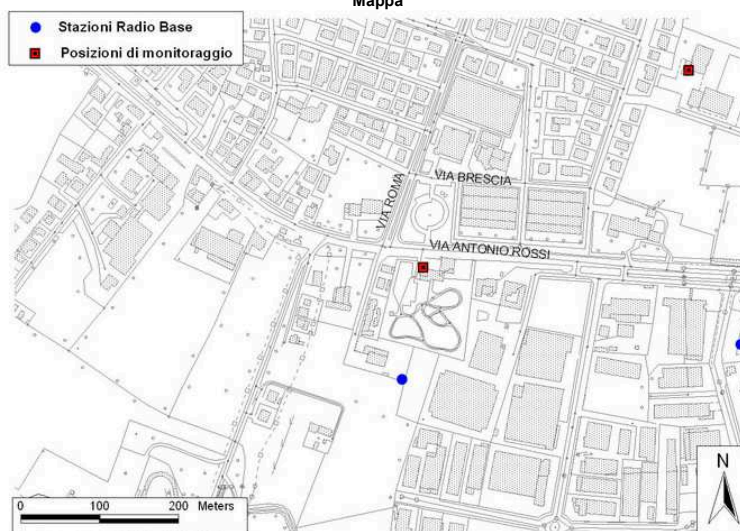 Mappa
Stazioni Radio Base
Posizioni di monitoraggio
VIA BRESCIA
VIA ROMA
VIA ANTONIO ROSSI
N
0 100 200 Meters